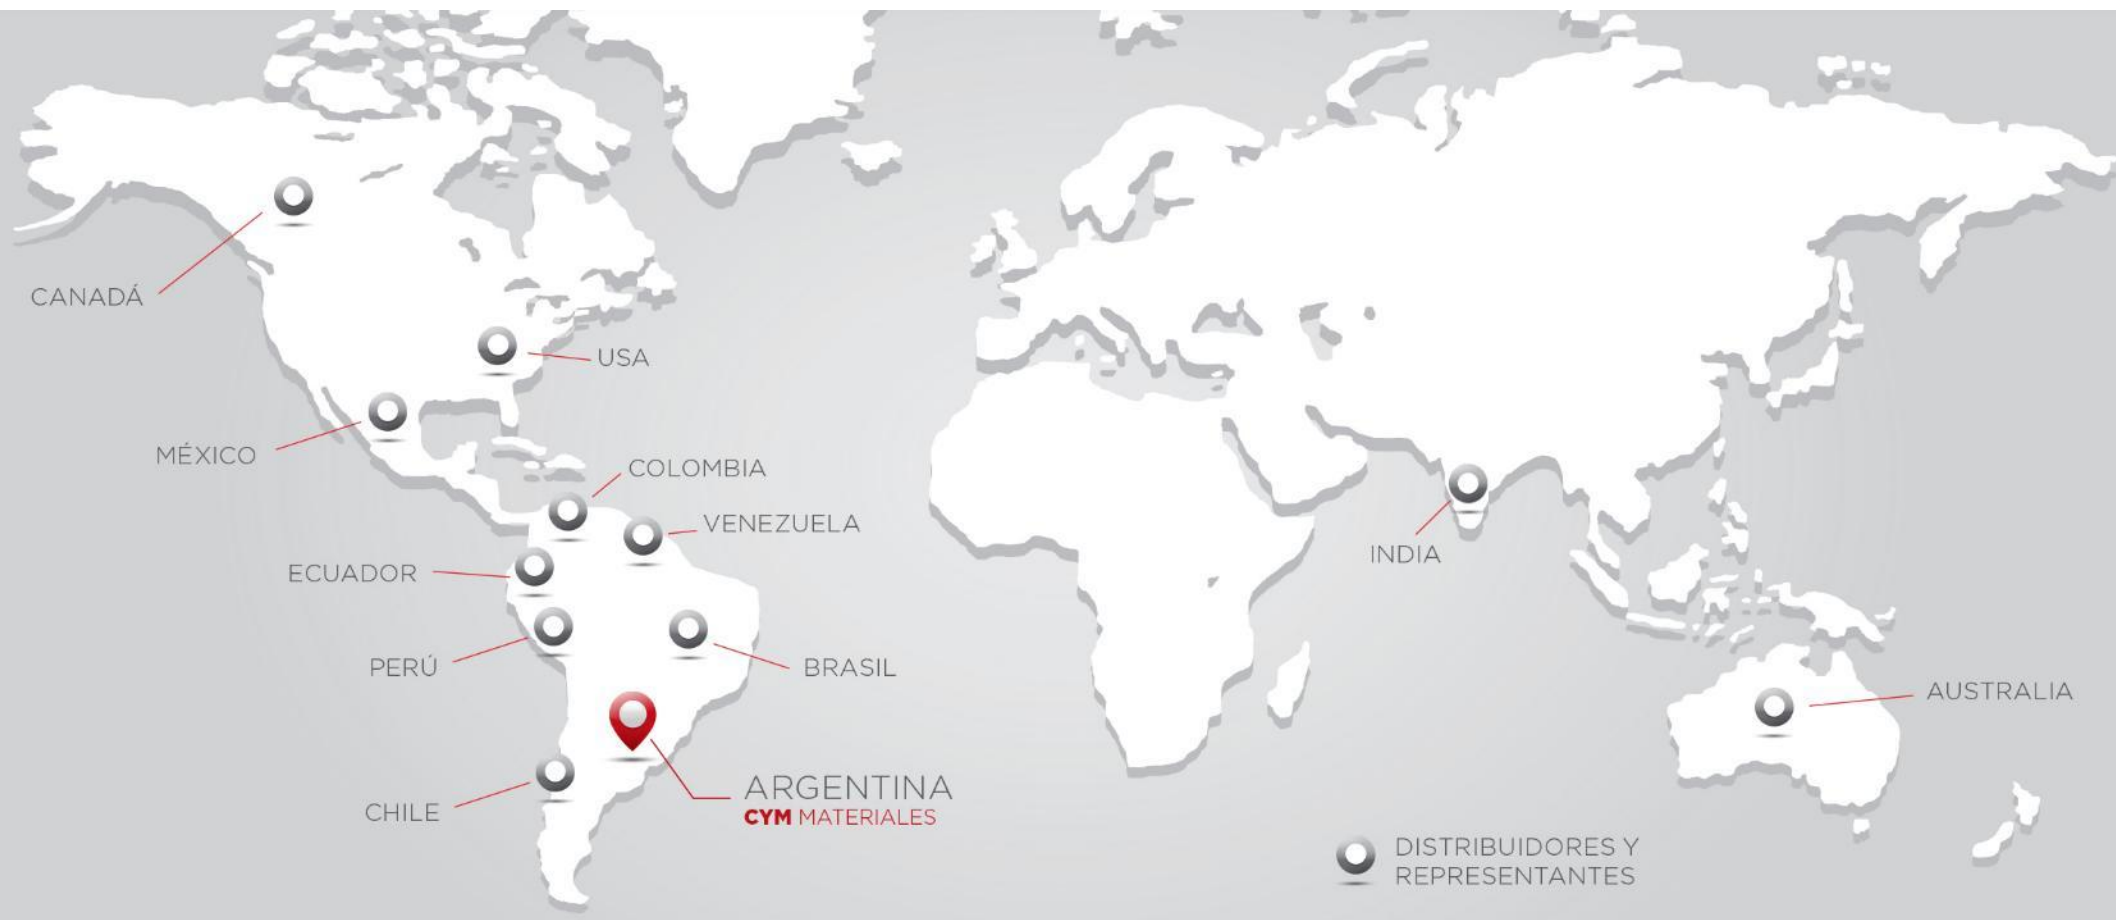 CANADÁ
USA
MÉXICO
COLOMBIA
VENEZUELA
ECUADOR
INDIA
PERÚ
BRASIL
AUSTRALIA
ARGENTINA
CYM MATERIALES
CHILE
DISTRIBUIDORES Y
REPRESENTANTES